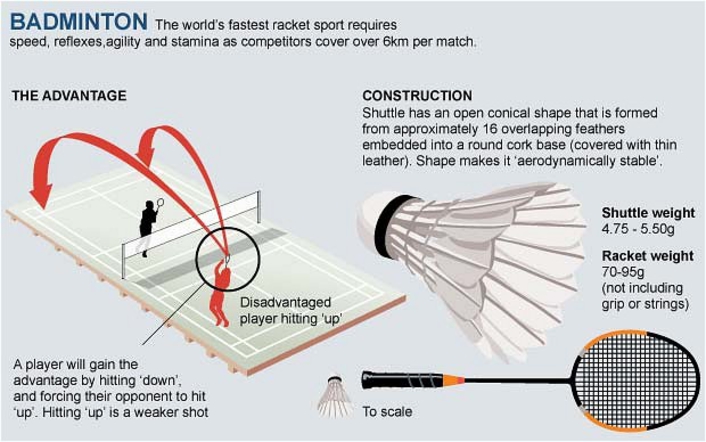 BADMINTON The world's fastest racket sport requires
speed, reflexes,agility and stamina as competitors cover over 6km per match.
THE ADVANTAGE
Disadvantaged
player hitting 'up'
A player will gain the
advantage by hitting 'down',
and forcing their opponent to hit
'up'. Hitting 'up' is a weaker shot
CONSTRUCTION
Shuttle has an open conical shape that is formed
from approximately 16 overlapping feathers
embedded into a round cork base (covered with thin
leather). Shape makes it 'aerodynamically stable'.
Shuttle weight
4.75 - 5.50g
Racket weight
70-95g
(not including
grip or strings)
To scale